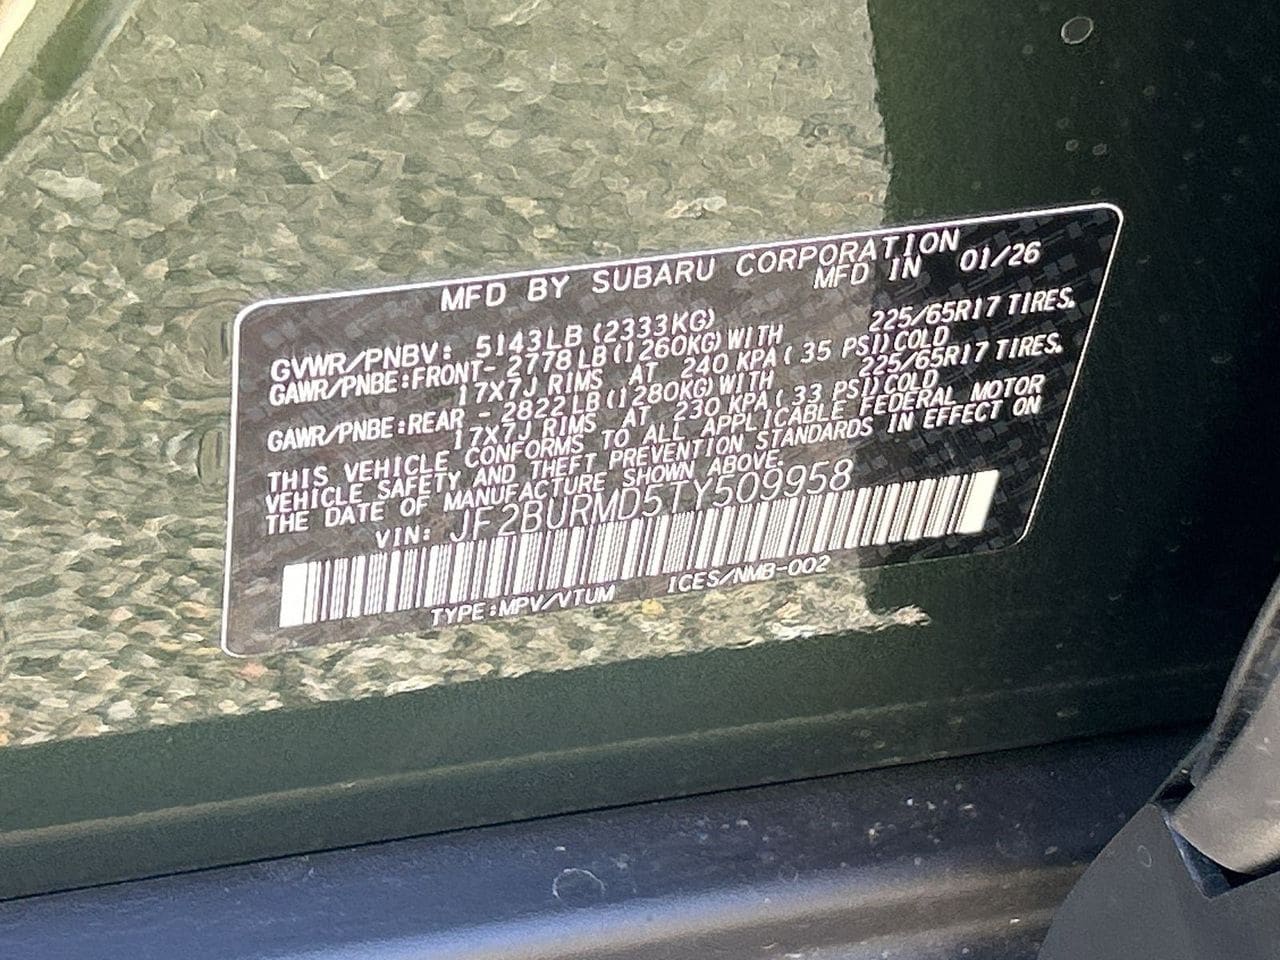 MFD BY SUBARU CORPORATION
MFD IN 01/26
GVWR/PNBV: 5143LB (2333KG)
GAWR/PNBE:FRONT- 2778LB(1260KG)WITH 225/65R17 TIRES.
17X7J RIMS AT 240 KPA( 35 PSI)COLD
GAWR/PNBE:REAR - 2822LB(1280KG)WITH 225/65R17 TIRES.
17X7J RIMS AT 230 KPA( 33 PSI)COLD
THIS VEHICLE CONFORMS TO ALL APPLICABLE FEDERAL MOTOR
VEHICLE SAFETY AND THEFT PREVENTION STANDARDS IN EFFECT ON
THE DATE OF MANUFACTURE SHOWN ABOVE.
VIN: JF2BURMD5TY509958
TYPE:MPV/VTUM ICES/NMB-002